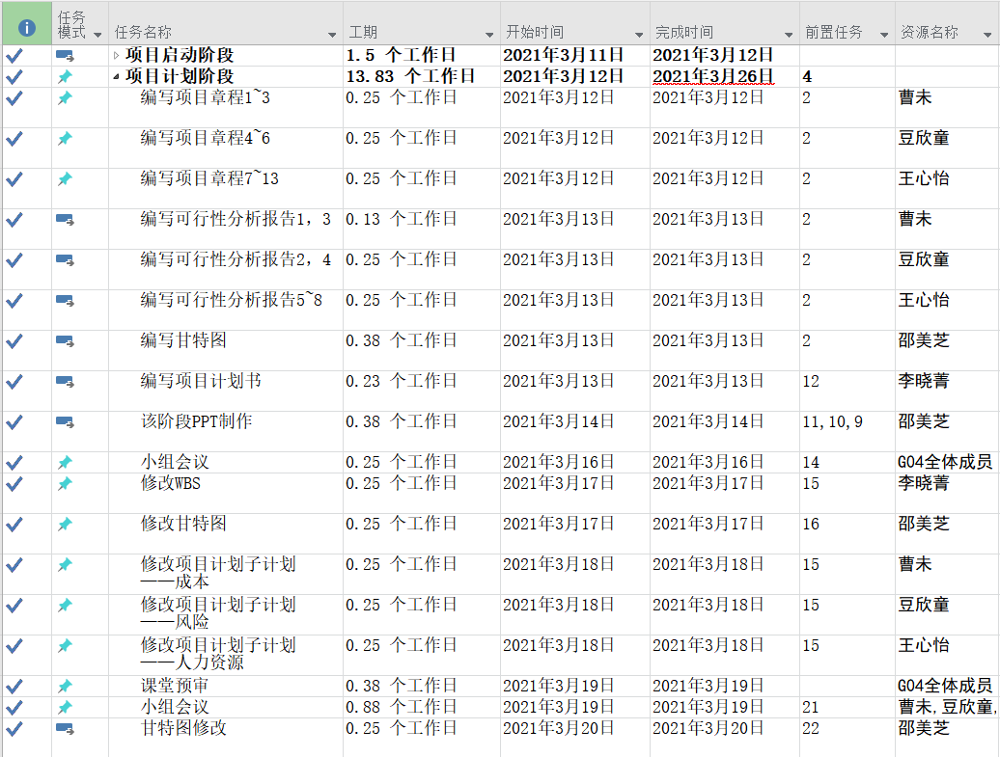 任务模式 任务名称 工期 开始时间 完成时间 前置任务 资源名称
项目启动阶段 1.5 个工作日 2021年3月11日 2021年3月12日
项目计划阶段 13.83 个工作日 2021年3月12日 2021年3月26日 4
编写项目章程1~3 0.25 个工作日 2021年3月12日 2021年3月12日 2 曹未
编写项目章程4~6 0.25 个工作日 2021年3月12日 2021年3月12日 2 豆欣童
编写项目章程7~13 0.25 个工作日 2021年3月12日 2021年3月12日 2 王心怡
编写可行性分析报告1，3 0.13 个工作日 2021年3月13日 2021年3月13日 2 曹未
编写可行性分析报告2，4 0.25 个工作日 2021年3月13日 2021年3月13日 2 豆欣童
编写可行性分析报告5~8 0.25 个工作日 2021年3月13日 2021年3月13日 2 王心怡
编写甘特图 0.38 个工作日 2021年3月13日 2021年3月13日 2 邵美芝
编写项目计划书 0.23 个工作日 2021年3月13日 2021年3月13日 12 李晓菁
该阶段PPT制作 0.38 个工作日 2021年3月14日 2021年3月14日 11,10,9 邵美芝
小组会议 0.25 个工作日 2021年3月16日 2021年3月16日 14 G04全体成员
修改WBS 0.25 个工作日 2021年3月17日 2021年3月17日 15 李晓菁
修改甘特图 0.25 个工作日 2021年3月17日 2021年3月17日 16 邵美芝
修改项目计划子计划 0.25 个工作日 2021年3月18日 2021年3月18日 15 曹未
——成本
修改项目计划子计划 0.25 个工作日 2021年3月18日 2021年3月18日 15 豆欣童
——风险
修改项目计划子计划 0.25 个工作日 2021年3月18日 2021年3月18日 15 王心怡
——人力资源
课堂预审 0.38 个工作日 2021年3月19日 2021年3月19日 G04全体成员
小组会议 0.88 个工作日 2021年3月19日 2021年3月19日 21 曹未,豆欣童,
甘特图修改 0.25 个工作日 2021年3月20日 2021年3月20日 22 邵美芝